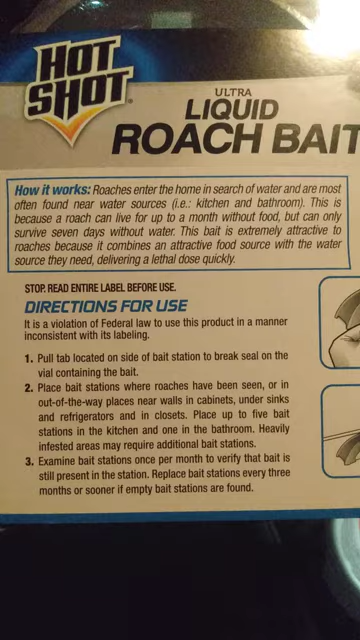 HOT
SHOT®
ULTRA
LIQUID
ROACH BAIT
How it works: Roaches enter the home in search of water and are most
often found near water sources (i.e.: kitchen and bathroom). This is
because a roach can live for up to a month without food, but can only
survive seven days without water. This bait is extremely attractive to
roaches because it combines an attractive food source with the water
source they need, delivering a lethal dose quickly.
STOP. READ ENTIRE LABEL BEFORE USE.
DIRECTIONS FOR USE
It is a violation of Federal law to use this product in a manner
inconsistent with its labeling.
1. Pull tab located on side of bait station to break seal on the
vial containing the bait.
2. Place bait stations where roaches have been seen, or in
out-of-the-way places near walls in cabinets, under sinks
and refrigerators and in closets. Place up to five bait
stations in the kitchen and one in the bathroom. Heavily
infested areas may require additional bait stations.
3. Examine bait stations once per month to verify that bait is
still present in the station. Replace bait stations every three
months or sooner if empty bait stations are found.